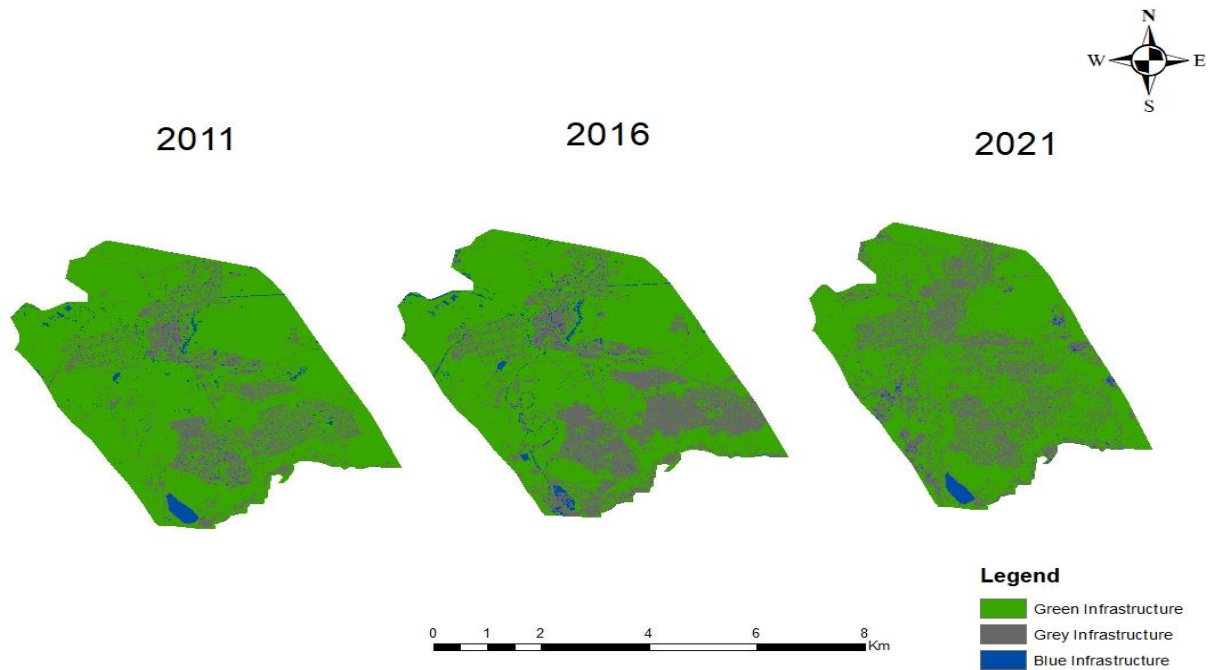 N
W E
S
2011 2016 2021
Legend
Green Infrastructure
Grey Infrastructure
Blue Infrastructure
0 1 2 4 6 8
Km